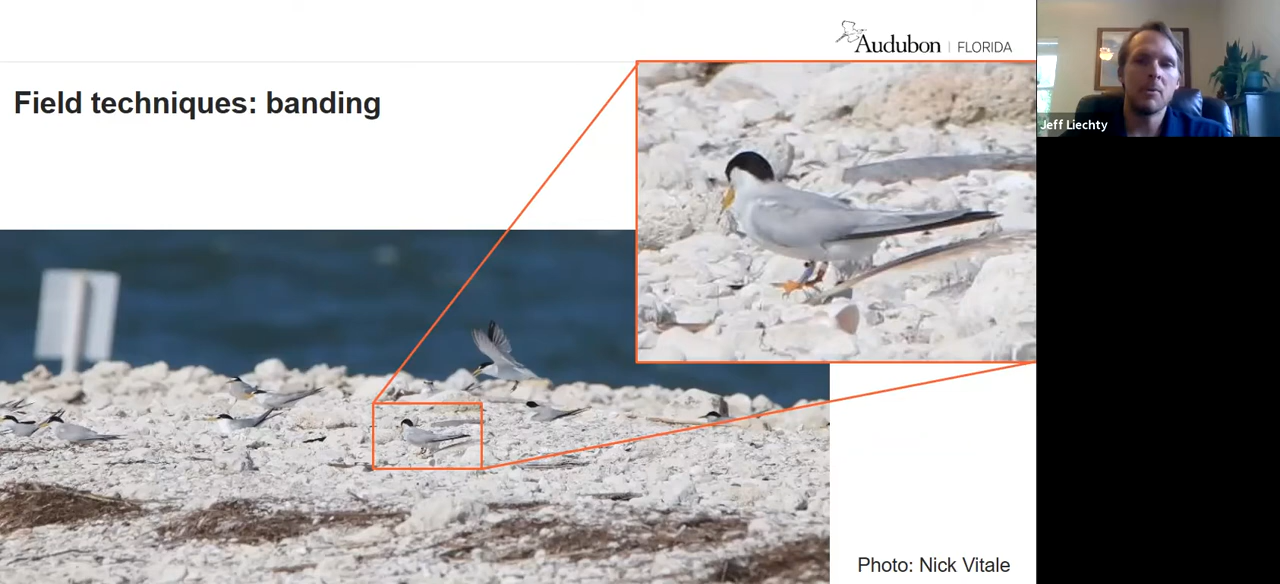 Audubon | FLORIDA
Field techniques: banding
Jeff Liechty
Photo: Nick Vitale